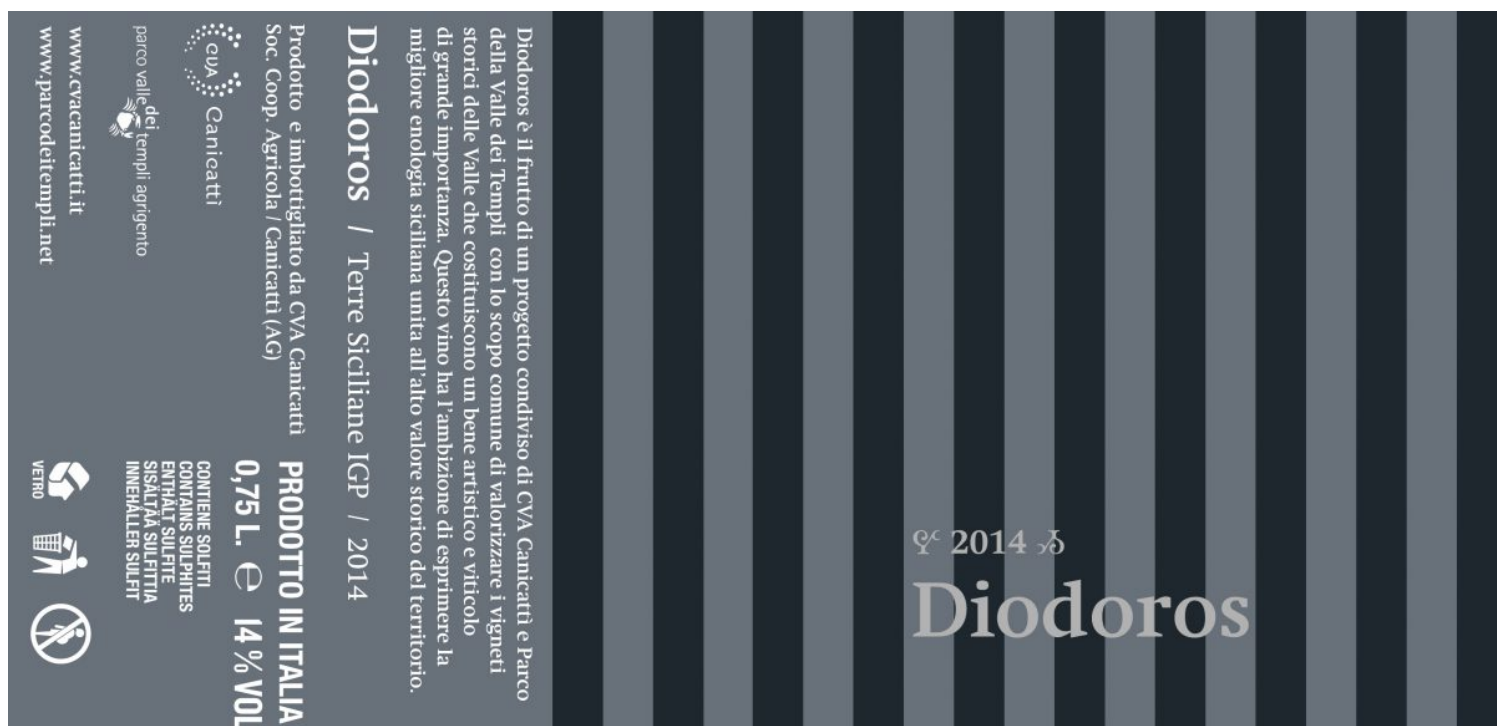 Diodoros è il frutto di un progetto condiviso di CVA Canicattì e Parco
della Valle dei Templi con lo scopo comune di valorizzare i vigneti
storici delle Valle che costituiscono un bene artistico e viticolo
di grande importanza. Questo vino ha l'ambizione di esprimere la
migliore enologia siciliana unita all'alto valore storico del territorio.
Diodoros / Terre Siciliane IGP / 2014
Prodotto e imbottigliato da CVA Canicattì
Soc. Coop. Agricola / Canicattì (AG)
CVA Canicattì
parco valle dei templi agrigento
www.cvacanicatti.it
www.parcodeitempli.net
PRODOTTO IN ITALIA
0,75 L. e 14 % VOL
CONTIENE SOLFITI
CONTAINS SULPHITES
ENTHÄLT SULFITE
SISÄLTÄÄ SULFITTIA
INNEHÅLLER SULFIT
VETRO
2014
Diodoros